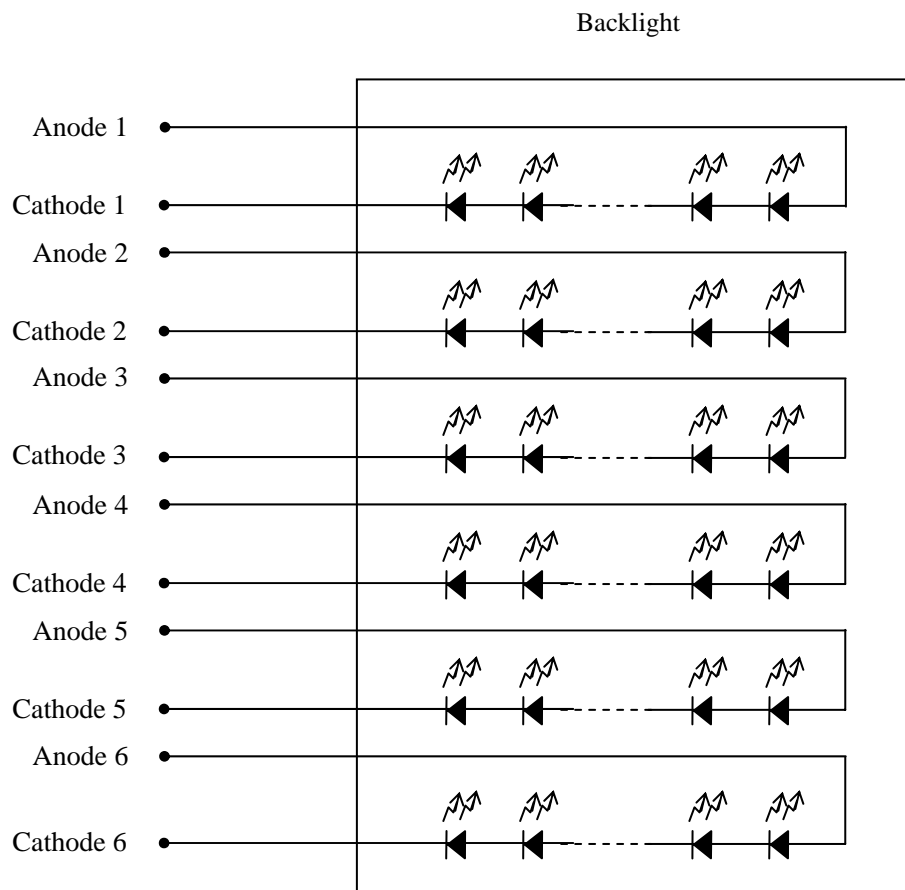 Backlight
Anode 1
Cathode 1
Anode 2
Cathode 2
Anode 3
Cathode 3
Anode 4
Cathode 4
Anode 5
Cathode 5
Anode 6
Cathode 6